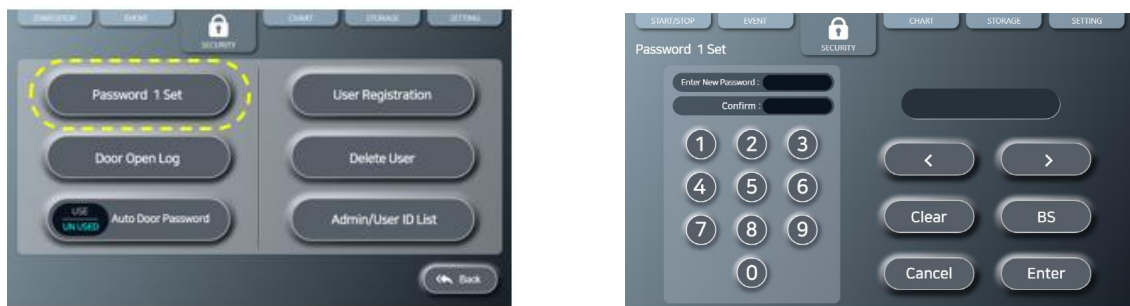 START/STOP EVENT CHART STORAGE SETTING
SECURITY
Password 1 Set
User Registration
Door Open Log
Delete User
USE
UN USED
Auto Door Password
Admin/User ID List
Back
START/STOP EVENT CHART STORAGE SETTING
SECURITY
Password 1 Set
Enter New Password :
Confirm :
1 2 3
4 5 6
7 8 9
0
< >
Clear BS
Cancel Enter